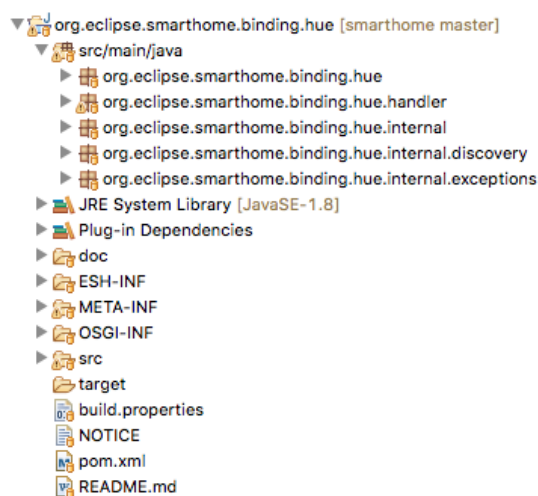 org.eclipse.smarthome.binding.hue [smarthome master]
src/main/java
org.eclipse.smarthome.binding.hue
org.eclipse.smarthome.binding.hue.handler
org.eclipse.smarthome.binding.hue.internal
org.eclipse.smarthome.binding.hue.internal.discovery
org.eclipse.smarthome.binding.hue.internal.exceptions
JRE System Library [JavaSE-1.8]
Plug-in Dependencies
doc
ESH-INF
META-INF
OSGI-INF
src
target
build.properties
NOTICE
pom.xml
README.md